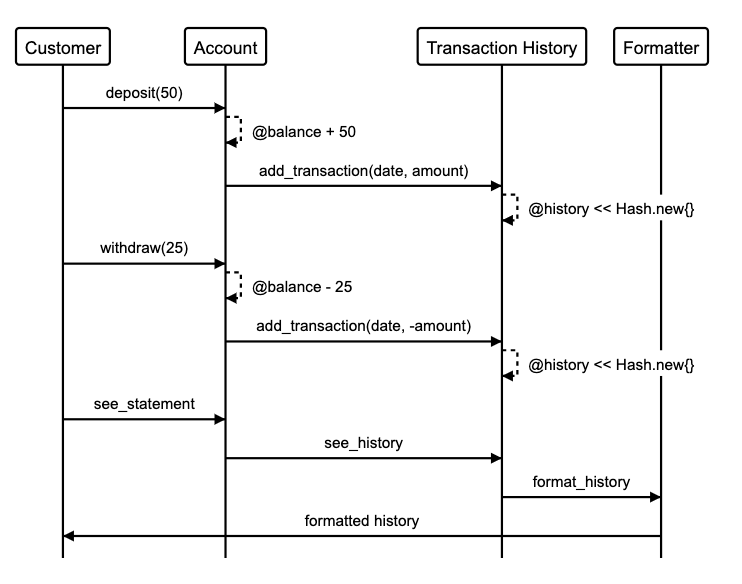 Customer
Account
Transaction History
Formatter
deposit(50)
@balance + 50
add_transaction(date, amount)
@history << Hash.new{}
withdraw(25)
@balance - 25
add_transaction(date, -amount)
@history << Hash.new{}
see_statement
see_history
format_history
formatted history